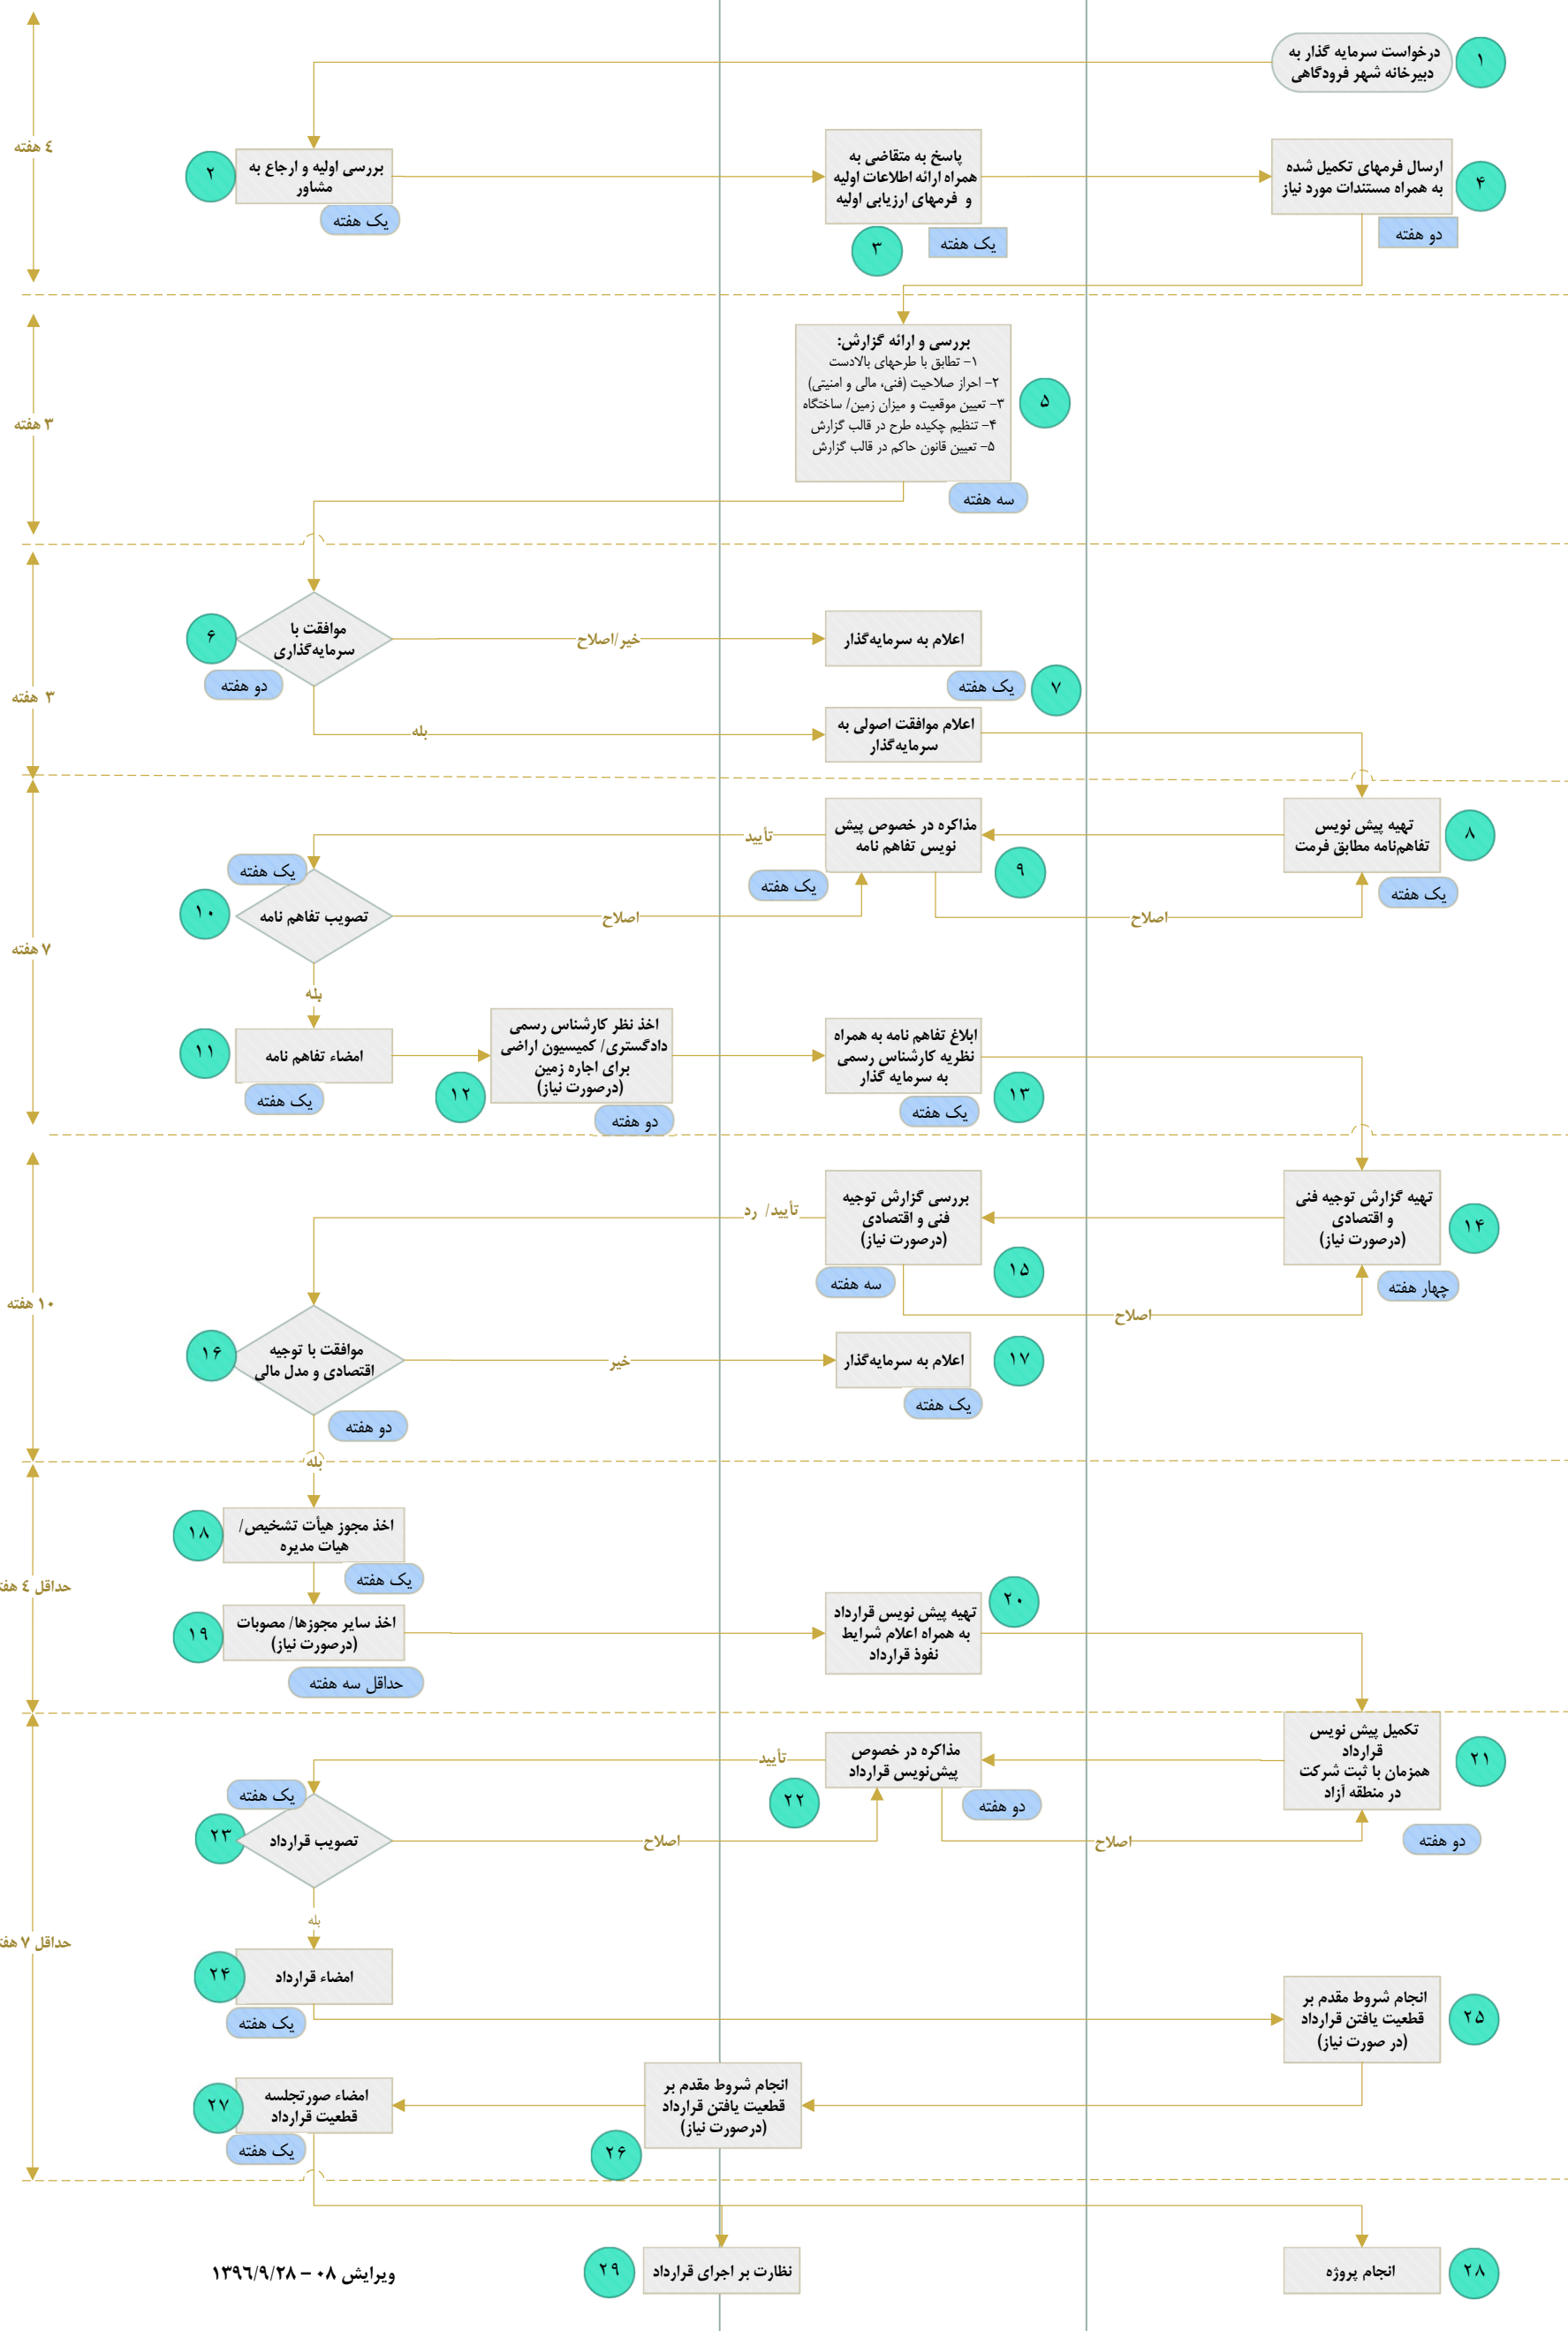 ۱
درخواست سرمایه گذار به
دبیرخانه شهر فرودگاهی
٤ هفته
۲
بررسی اولیه و ارجاع به
مشاور
یک هفته
پاسخ به متقاضی به
همراه ارائه اطلاعات اولیه
و فرمهای ارزیابی اولیه
۳
یک هفته
ارسال فرمهای تکمیل شده
به همراه مستندات مورد نیاز
۴
دو هفته
۳ هفته
بررسی و ارائه گزارش:
۱- تطابق با طرحهای بالادست
۲- احراز صلاحیت (فنی، مالی و امنیتی)
۳- تعیین موقعیت و میزان زمین/ ساختگاه
۴- تنظیم چکیده طرح در قالب گزارش
۵- تعیین قانون حاکم در قالب گزارش
۵
سه هفته
۳ هفته
۶
موافقت با
سرمایه‌گذاری
دو هفته
خیر/اصلاح
اعلام به سرمایه‌گذار
یک هفته
۷
بله
اعلام موافقت اصولی به
سرمایه‌گذار
۷ هفته
۸
تهیه پیش نویس
تفاهم‌نامه مطابق فرمت
یک هفته
مذاکره در خصوص پیش
نویس تفاهم نامه
۹
یک هفته
اصلاح
تأیید
یک هفته
۱۰
تصویب تفاهم نامه
اصلاح
بله
۱۱
امضاء تفاهم نامه
یک هفته
اخذ نظر کارشناس رسمی
دادگستری/ کمیسیون اراضی
برای اجاره زمین
(درصورت نیاز)
۱۲
دو هفته
ابلاغ تفاهم نامه به همراه
نظریه کارشناس رسمی
به سرمایه گذار
۱۳
یک هفته
۱۰ هفته
تهیه گزارش توجیه فنی
و اقتصادی
(درصورت نیاز)
۱۴
چهار هفته
بررسی گزارش توجیه
فنی و اقتصادی
(درصورت نیاز)
۱۵
سه هفته
اصلاح
تأیید/ رد
۱۶
موافقت با توجیه
اقتصادی و مدل مالی
دو هفته
خیر
اعلام به سرمایه‌گذار
۱۷
یک هفته
بله
حداقل ٤ هفته
۱۸
اخذ مجوز هیأت تشخیص/
هیات مدیره
یک هفته
۱۹
اخذ سایر مجوزها/ مصوبات
(درصورت نیاز)
حداقل سه هفته
۲۰
تهیه پیش نویس قرارداد
به همراه اعلام شرایط
نفوذ قرارداد
حداقل ۷ هفته
تکمیل پیش نویس
قرارداد
همزمان با ثبت شرکت
در منطقه آزاد
۲۱
دو هفته
مذاکره در خصوص
پیش‌نویس قرارداد
۲۲
دو هفته
اصلاح
تأیید
یک هفته
۲۳
تصویب قرارداد
اصلاح
بله
۲۴
امضاء قرارداد
یک هفته
انجام شروط مقدم بر
قطعیت یافتن قرارداد
(در صورت نیاز)
۲۵
انجام شروط مقدم بر
قطعیت یافتن قرارداد
(درصورت نیاز)
۲۶
امضاء صورتجلسه
قطعیت قرارداد
۲۷
یک هفته
انجام پروژه
۲۸
نظارت بر اجرای قرارداد
۲۹
ویرایش ۰۸ – ۱۳۹٦/۹/۲۸